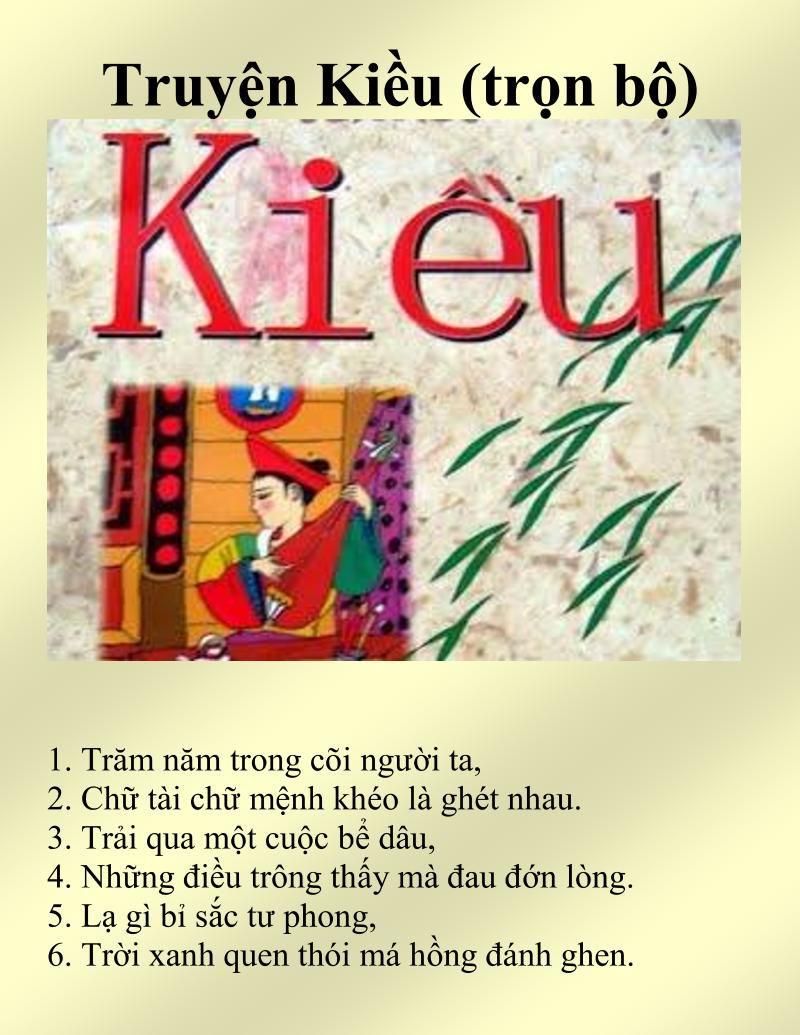 Truyện Kiều (trọn bộ)
Kiều
1. Trăm năm trong cõi người ta,
2. Chữ tài chữ mệnh khéo là ghét nhau.
3. Trải qua một cuộc bể dâu,
4. Những điều trông thấy mà đau đớn lòng.
5. Lạ gì bỉ sắc tư phong,
6. Trời xanh quen thói má hồng đánh ghen.